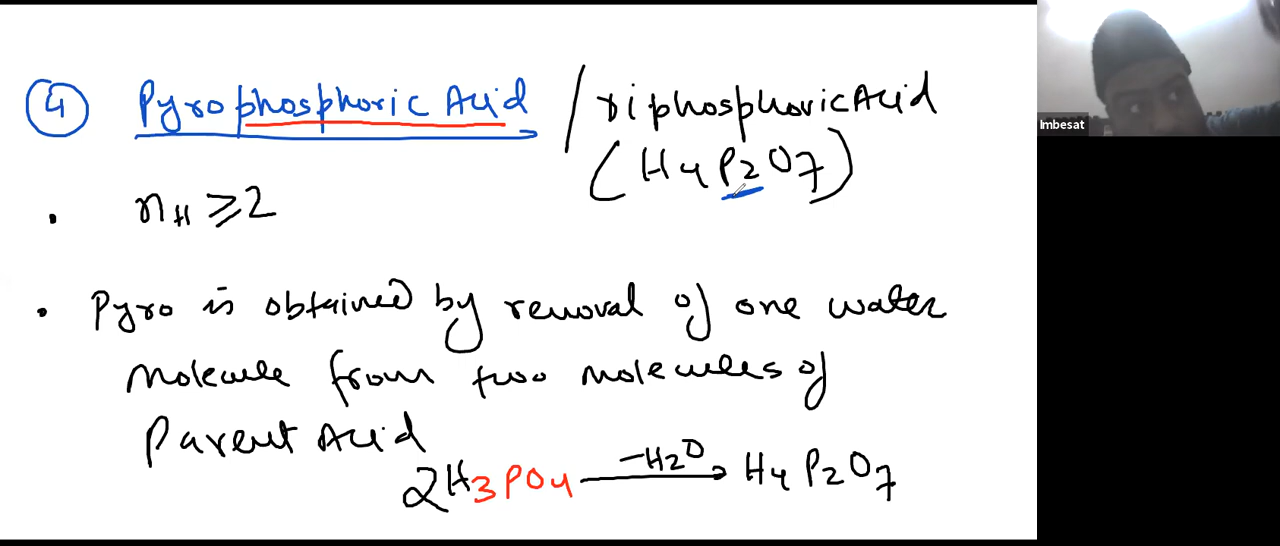 ④ Pyrophosphoric Acid / diphosphoric Acid
(H4P2O7)
Imbesat
• nH ⩾ 2
• Pyro is obtained by removal of one water
molecule from two molecules of
Parent Acid
2H3PO4 —H2O→ H4P2O7